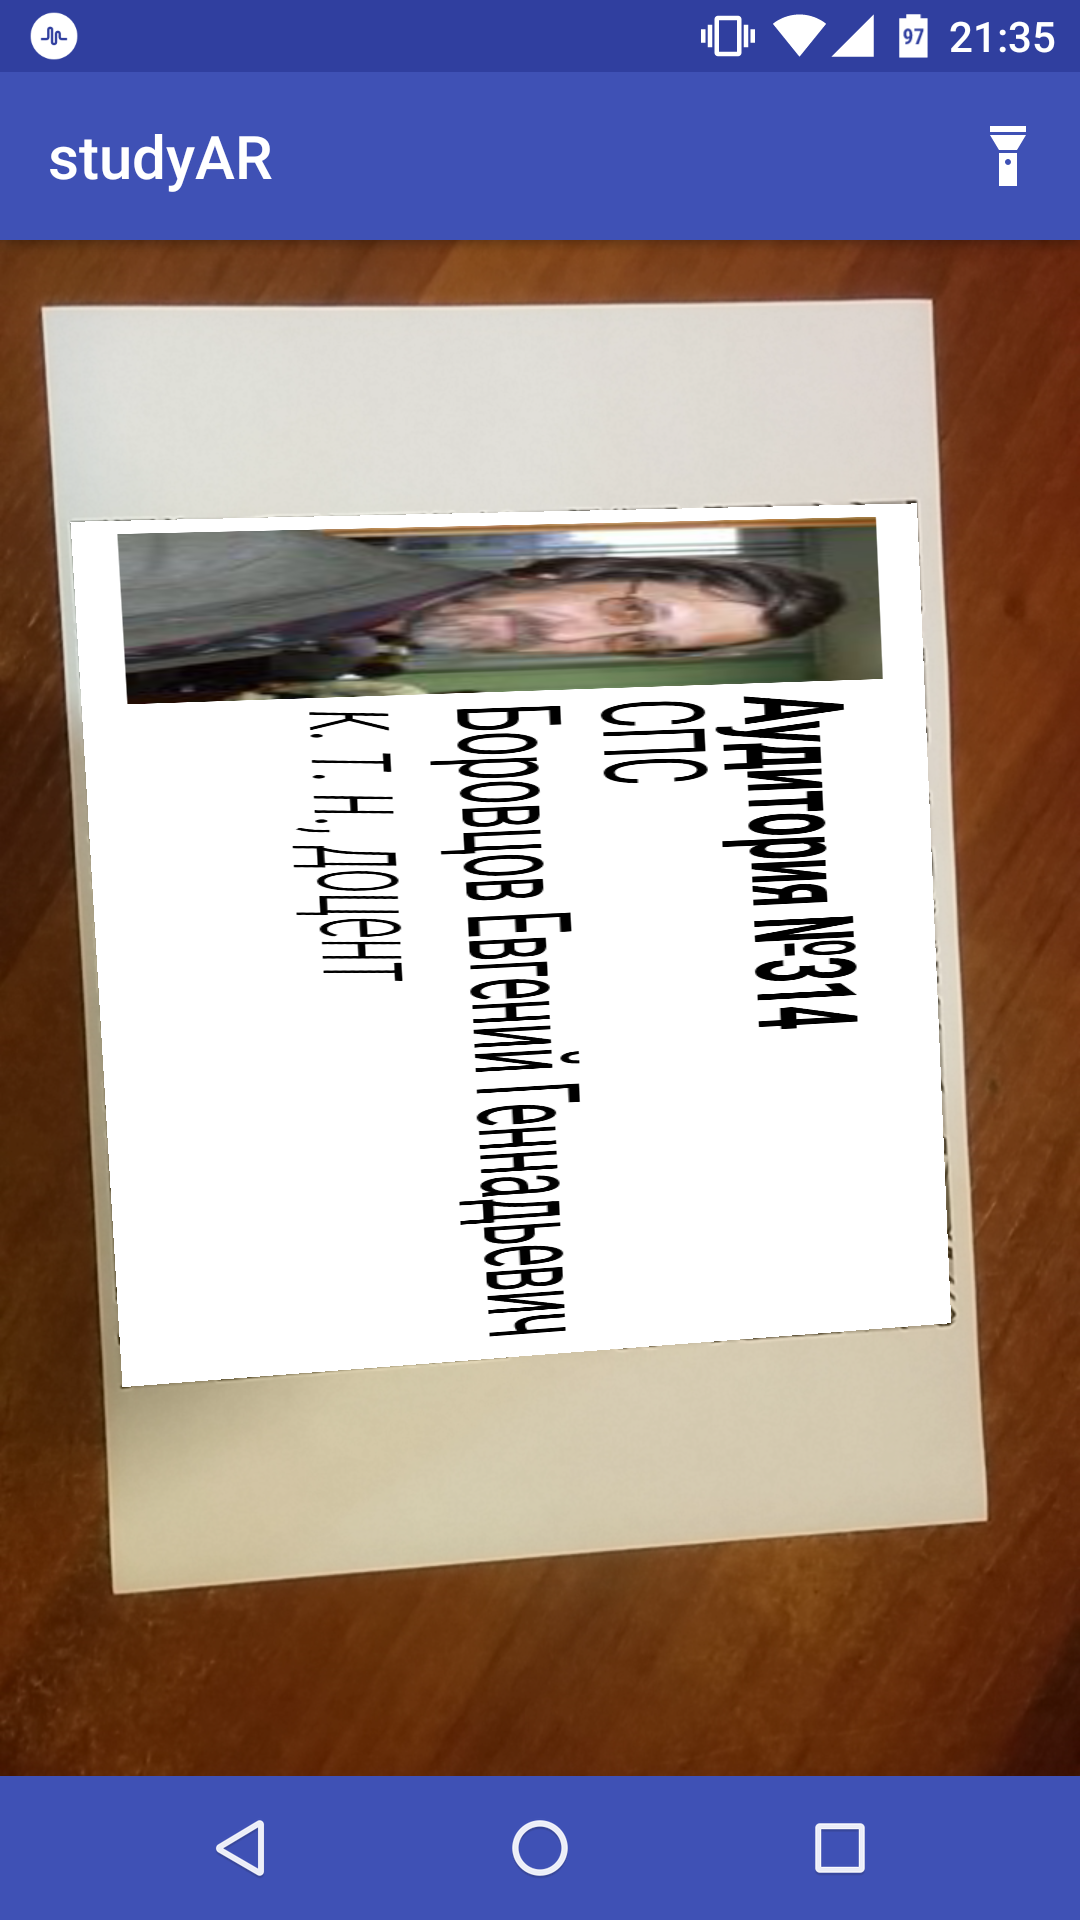 97
21:35
studyAR
Аудитория №314
СПС
Боровцов Евгений Геннадьевич
к. т. н., доцент